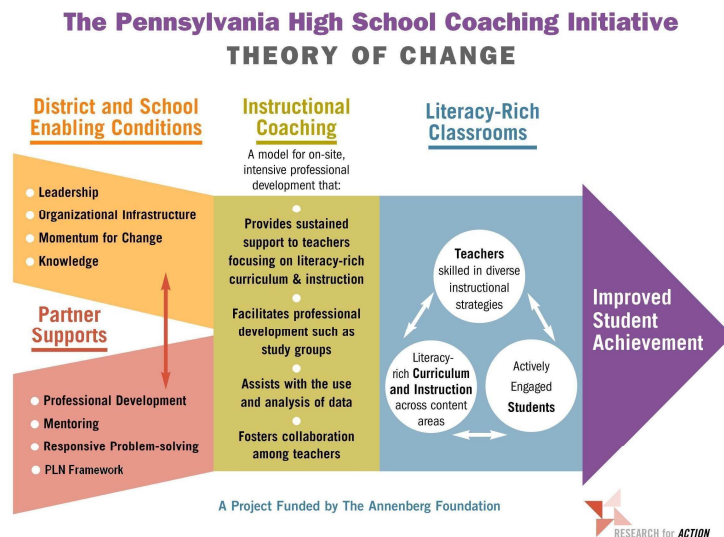 The Pennsylvania High School Coaching Initiative
THEORY OF CHANGE
District and School
Enabling Conditions
Leadership
Organizational Infrastructure
Momentum for Change
Knowledge
Partner
Supports
Professional Development
Mentoring
Responsive Problem-solving
PLN Framework
Instructional
Coaching
A model for on-site,
intensive professional
development that:
Provides sustained
support to teachers
focusing on literacy-rich
curriculum & instruction
Facilitates professional
development such as
study groups
Assists with the use
and analysis of data
Fosters collaboration
among teachers
Literacy-Rich
Classrooms
Teachers
skilled in diverse
instructional
strategies
Literacy-
rich Curriculum
and Instruction
across content
areas
Actively
Engaged
Students
Improved
Student
Achievement
A Project Funded by The Annenberg Foundation
RESEARCH for ACTION